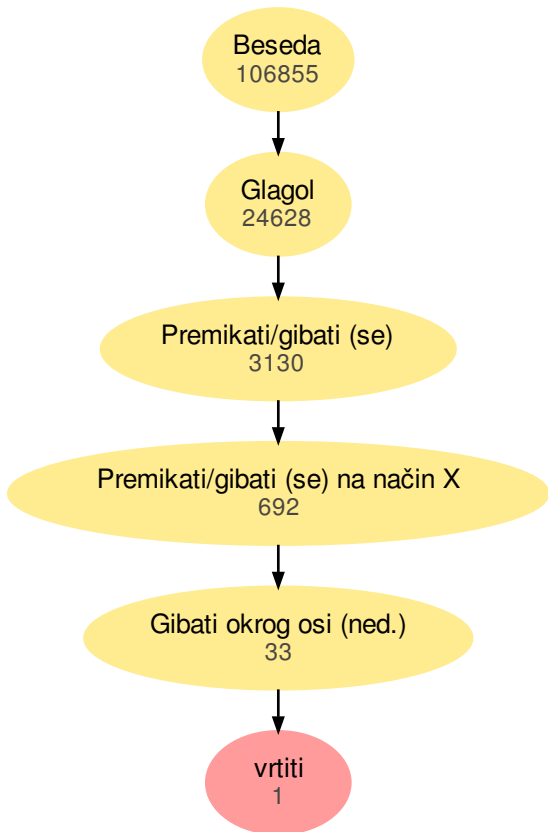 Beseda
106855
Glagol
24628
Premikati/gibati (se)
3130
Premikati/gibati (se) na način X
692
Gibati okrog osi (ned.)
33
vrtiti
1